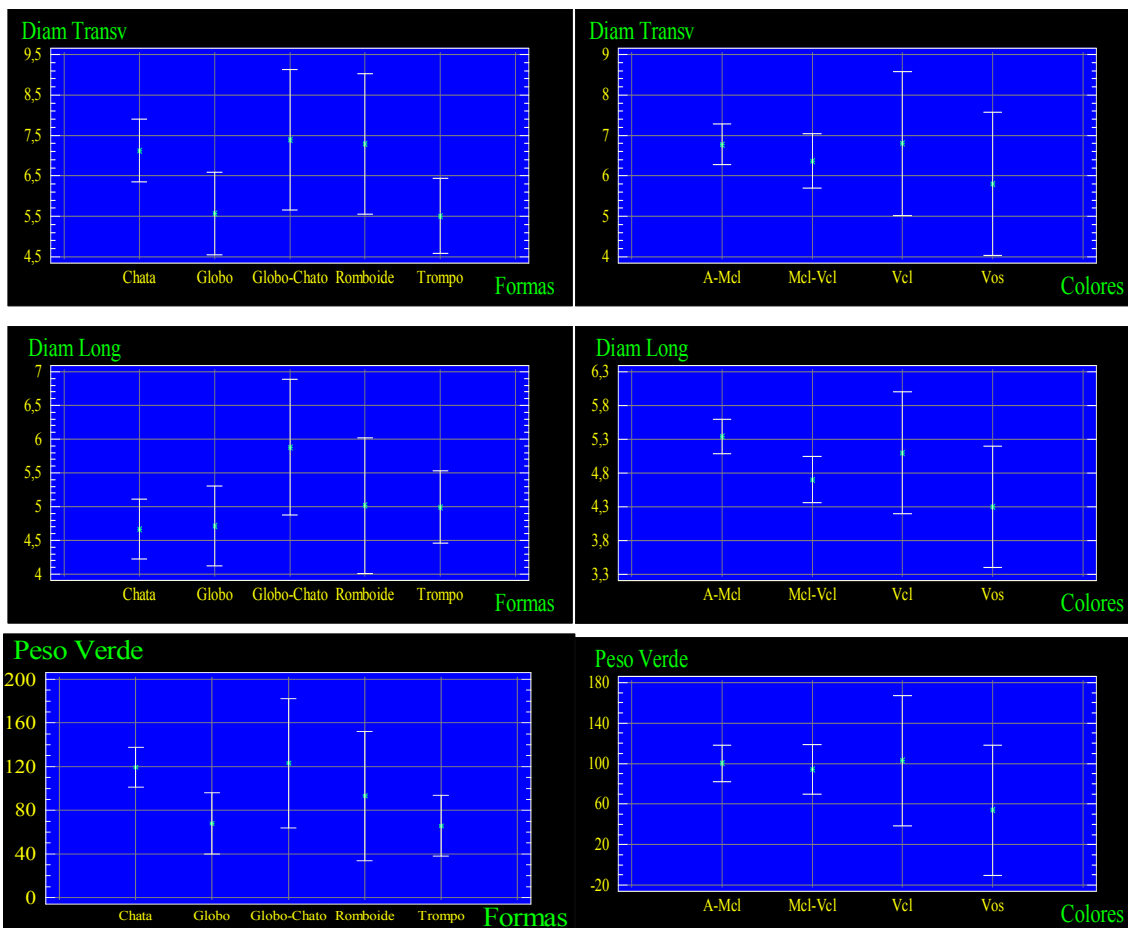 Diam Transv
9,5
8,5
7,5
6,5
5,5
4,5
Chata Globo Globo-Chato Romboide Trompo
Formas
Diam Transv
9
8
7
6
5
4
A-Mcl Mcl-Vcl Vcl Vos
Colores
Diam Long
7
6,5
6
5,5
5
4,5
4
Chata Globo Globo-Chato Romboide Trompo
Formas
Diam Long
6,3
5,8
5,3
4,8
4,3
3,8
3,3
A-Mcl Mcl-Vcl Vcl Vos
Colores
Peso Verde
200
160
120
80
40
0
Chata Globo Globo-Chato Romboide Trompo
Formas
Peso Verde
180
140
100
60
20
-20
A-Mcl Mcl-Vcl Vcl Vos
Colores